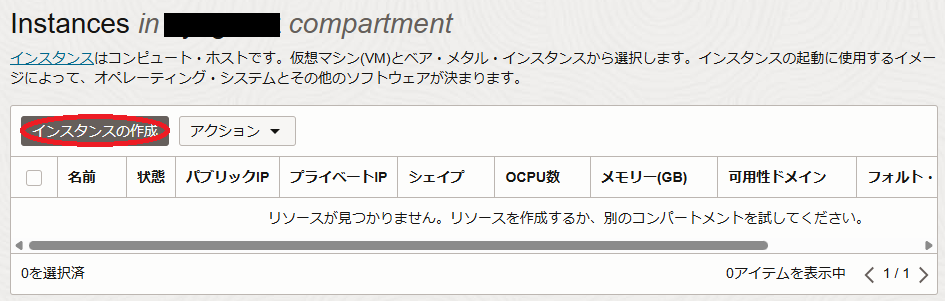 Instances in compartment
インスタンスはコンピュート・ホストです。仮想マシン(VM)とベア・メタル・インスタンスから選択します。インスタンスの起動に使用するイメー
ジによって、オペレーティング・システムとその他のソフトウェアが決まります。
インスタンスの作成 アクション
名前 状態 パブリックIP プライベートIP シェイプ OCPU数 メモリー(GB) 可用性ドメイン フォルト・
リソースが見つかりません。リソースを作成するか、別のコンパートメントを試してください。
0を選択済 0アイテムを表示中 1 / 1